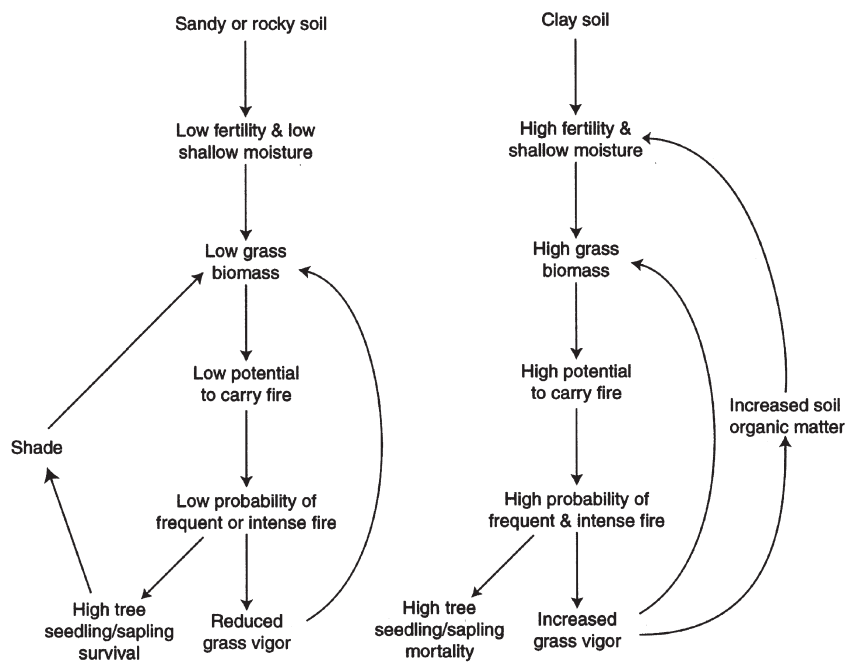 Sandy or rocky soil
Low fertility & low
shallow moisture
Low grass
biomass
Low potential
to carry fire
Shade
Low probability of
frequent or intense fire
High tree
seedling/sapling
survival
Reduced
grass vigor
Clay soil
High fertility &
shallow moisture
High grass
biomass
High potential
to carry fire
Increased soil
organic matter
High probability of
frequent & intense fire
High tree
seedling/sapling
mortality
Increased
grass vigor